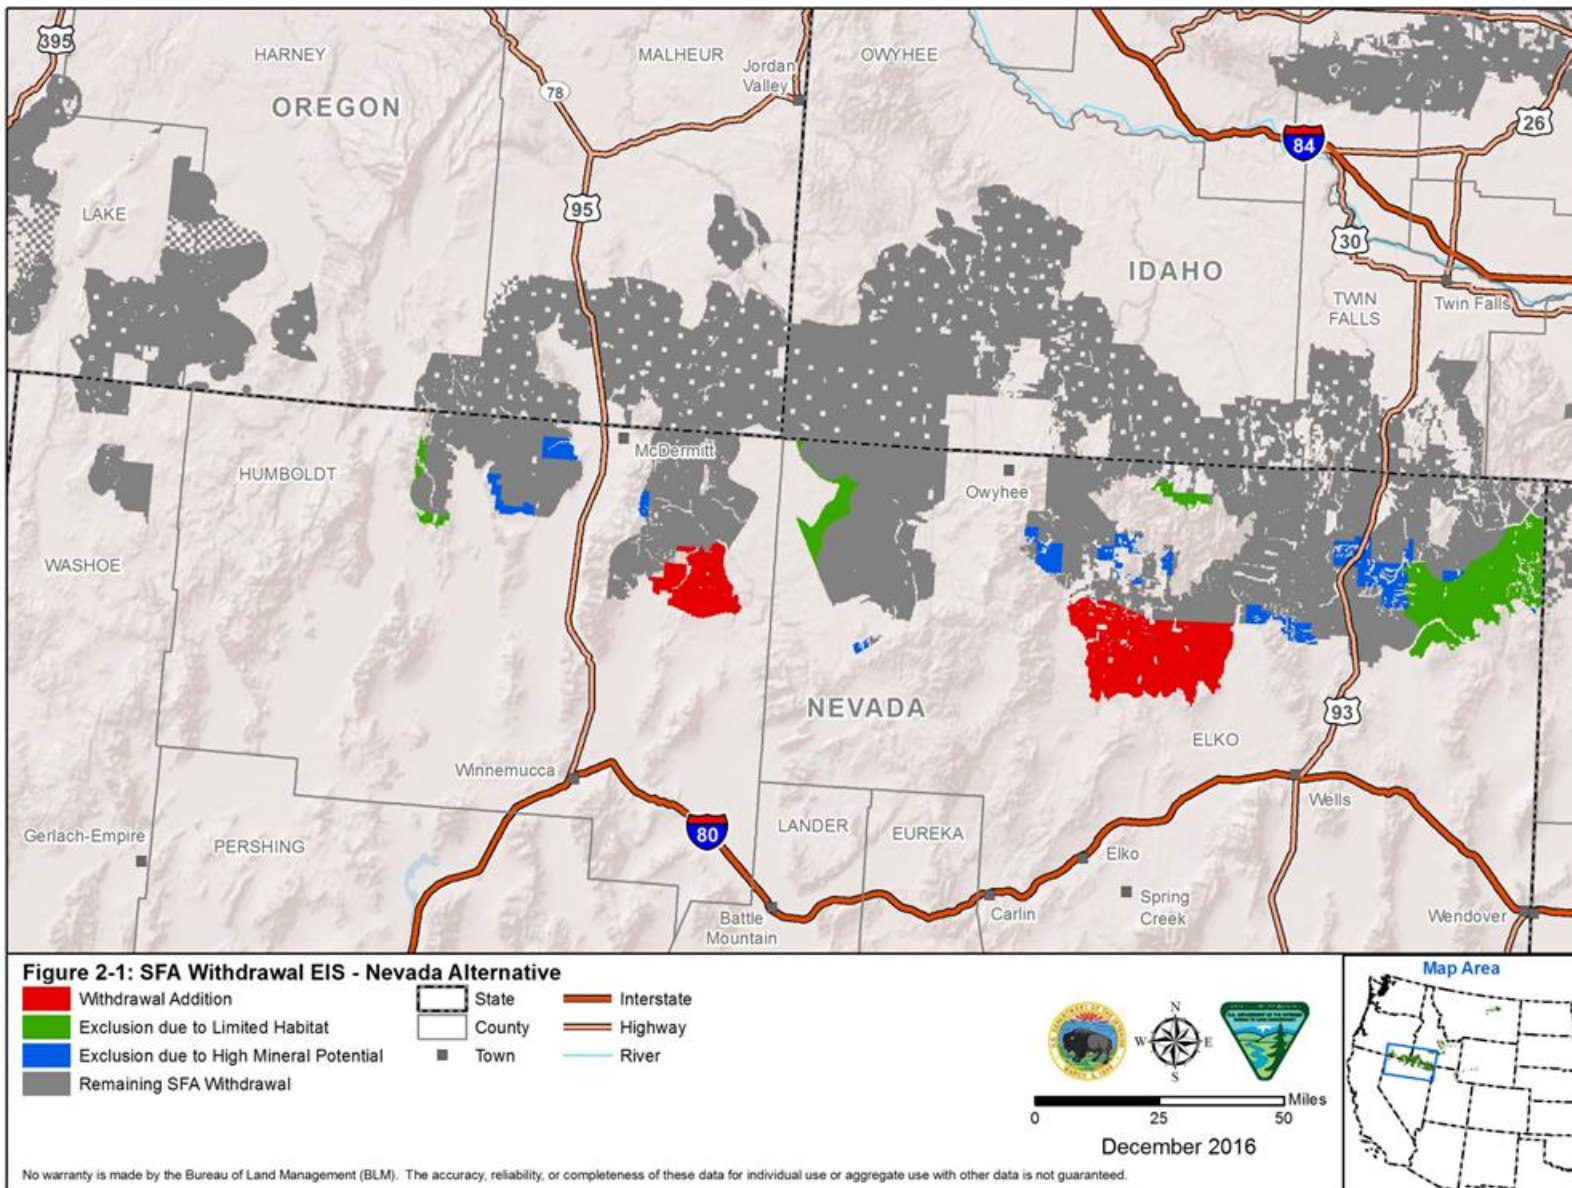 395
HARNEY
MALHEUR
OWYHEE
Jordan
Valley
OREGON
78
26
84
LAKE
95
30
IDAHO
TWIN
FALLS
Twin Falls
McDermitt
HUMBOLDT
Owyhee
WASHOE
NEVADA
93
ELKO
Winnemucca
Wells
Gerlach-Empire
PERSHING
80
LANDER
EUREKA
Elko
Spring
Creek
Carlin
Battle
Mountain
Wendover
Figure 2-1: SFA Withdrawal EIS - Nevada Alternative
Withdrawal Addition
Exclusion due to Limited Habitat
Exclusion due to High Mineral Potential
Remaining SFA Withdrawal
State
County
Town
Interstate
Highway
River
N
W
E
S
Miles
0
25
50
December 2016
Map Area
No warranty is made by the Bureau of Land Management (BLM). The accuracy, reliability, or completeness of these data for individual use or aggregate use with other data is not guaranteed.